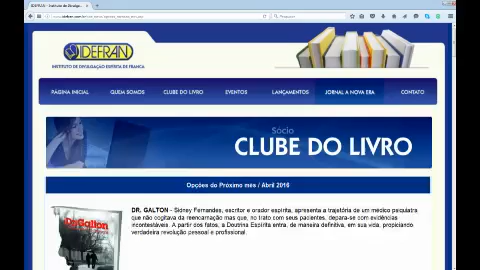 IDEFRAN
INSTITUTO DE DIVULGAÇÃO ESPÍRITA DE FRANCA
PÁGINA INICIAL QUEM SOMOS CLUBE DO LIVRO EVENTOS LANÇAMENTOS JORNAL A NOVA ERA CONTATO
Sócio
CLUBE DO LIVRO
Opções do Próximo mês / Abril 2016
DR. GALTON – Sidney Fernandes, escritor e orador espírita, apresenta a trajetória de um médico psiquiatra
que não cogitava da reencarnação mas que, no trato com seus pacientes, depara-se com evidências
incontestáveis. A partir dos fatos, a Doutrina Espírita entra, de maneira definitiva, em sua vida, propiciando
verdadeira revolução pessoal e profissional.
Dr. Galton